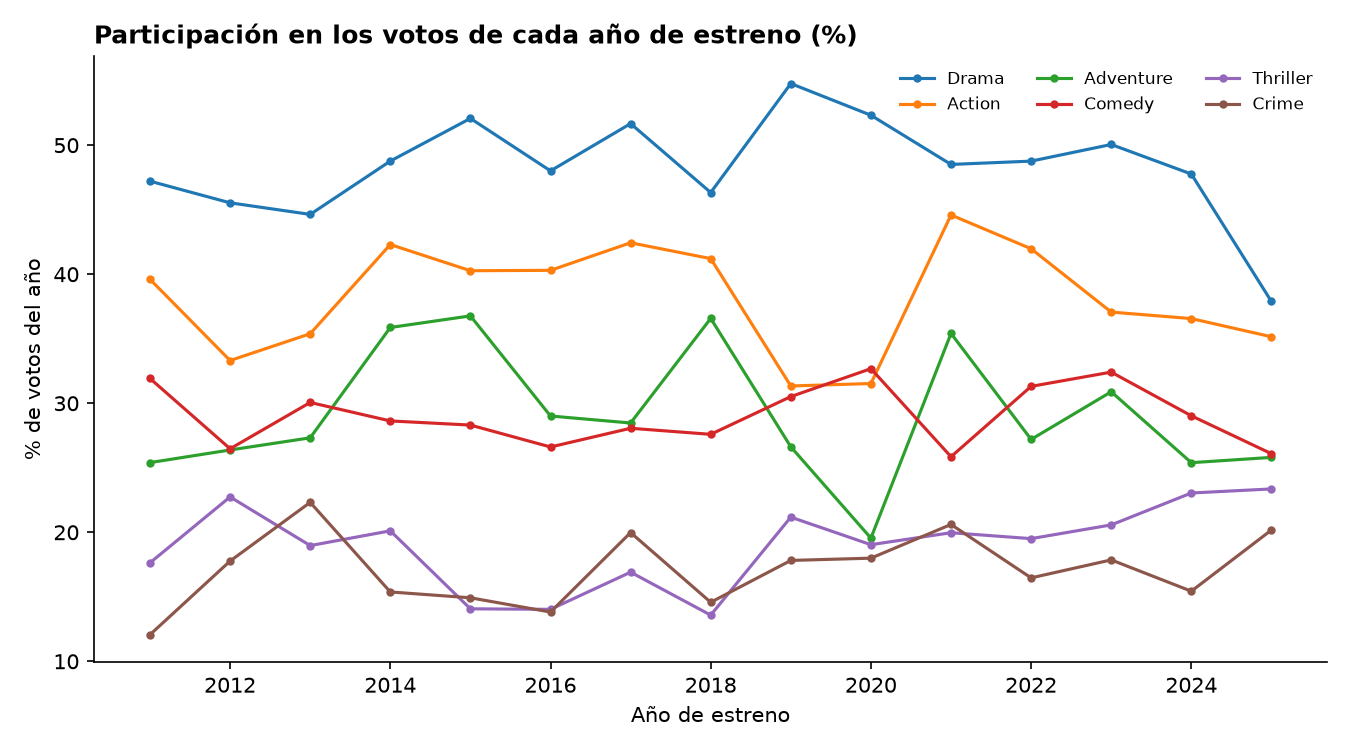 Participación en los votos de cada año de estreno (%)
Drama
Action
Adventure
Comedy
Thriller
Crime
% de votos del año
50
40
30
20
10
2012
2014
2016
2018
2020
2022
2024
Año de estreno